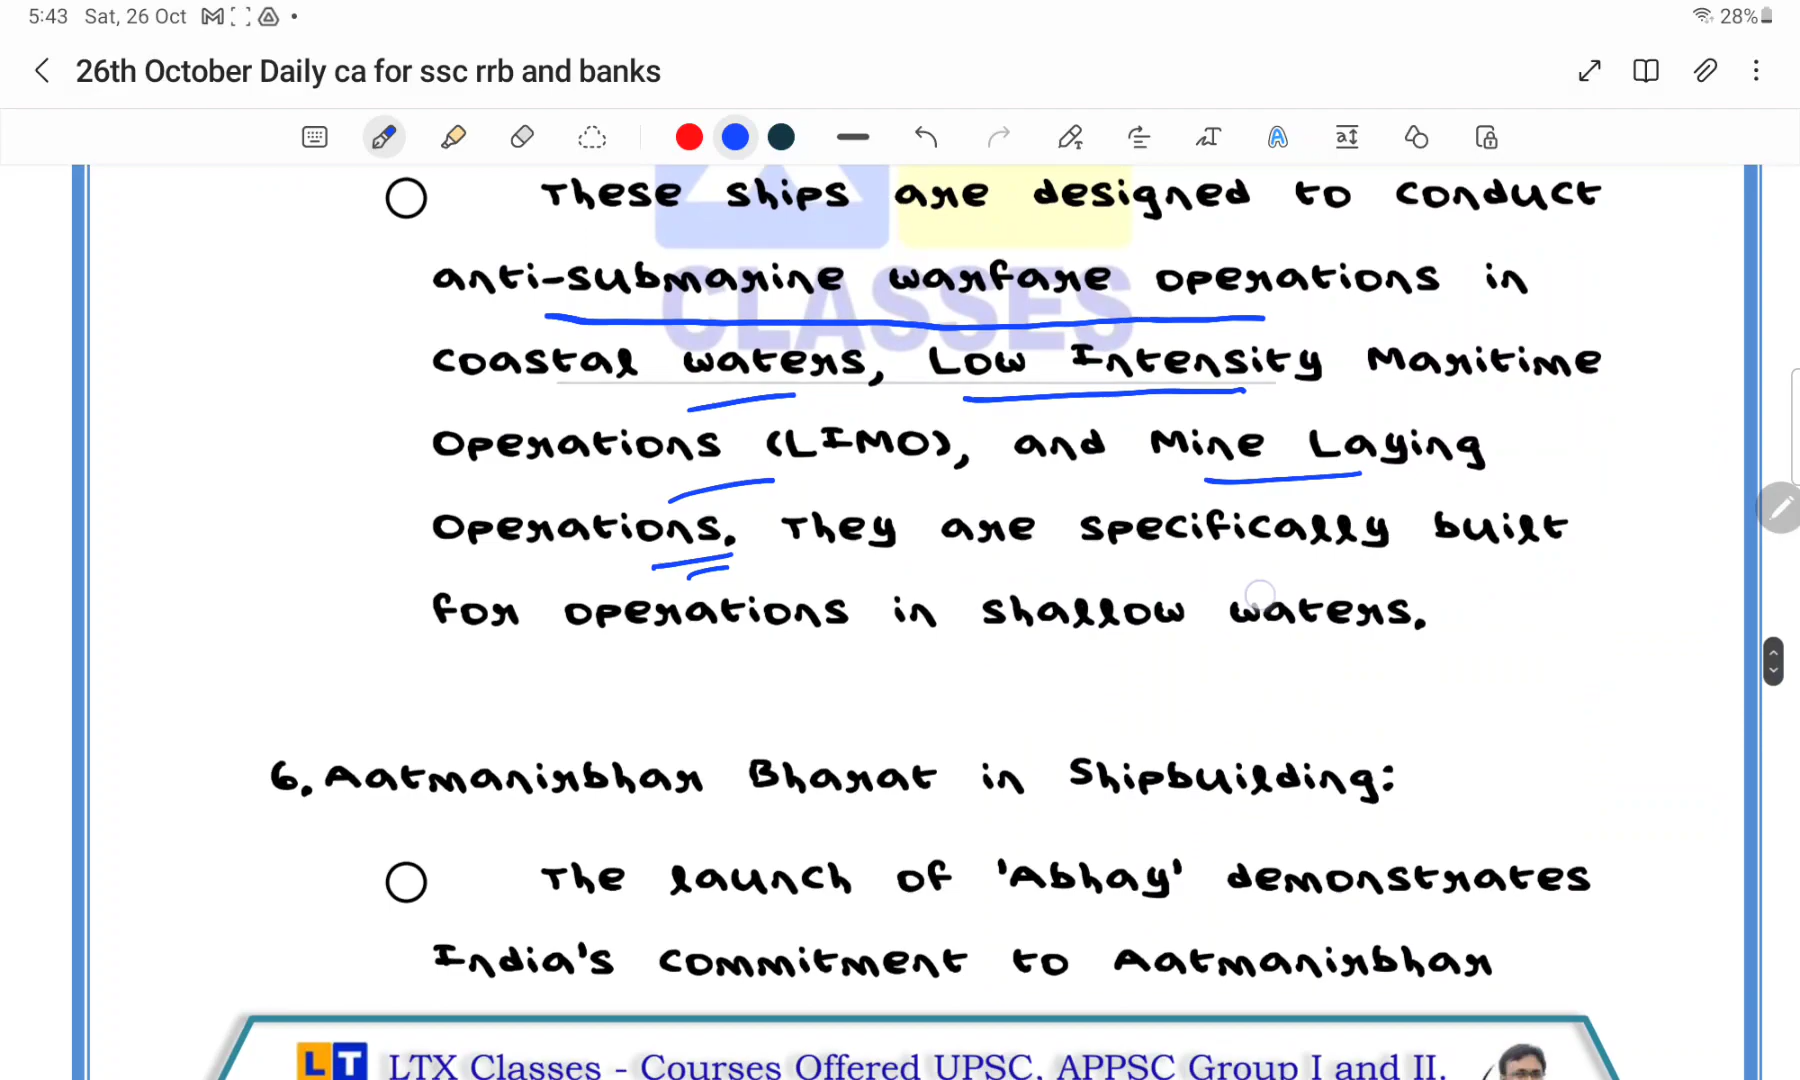 5:43 Sat, 26 Oct
28%
26th October Daily ca for ssc rrb and banks
These ships are designed to conduct
anti-submarine warfare operations in
coastal waters, Low Intensity Maritime
Operations (LIMO), and Mine Laying
Operations. They are specifically built
for operations in shallow waters.
CLASSES
6. Aatmanirbhar Bharat in Shipbuilding:
The launch of 'Abhay' demonstrates
India's commitment to Aatmanirbhar
LT LTX Classes - Courses Offered UPSC, APPSC Group I and II.